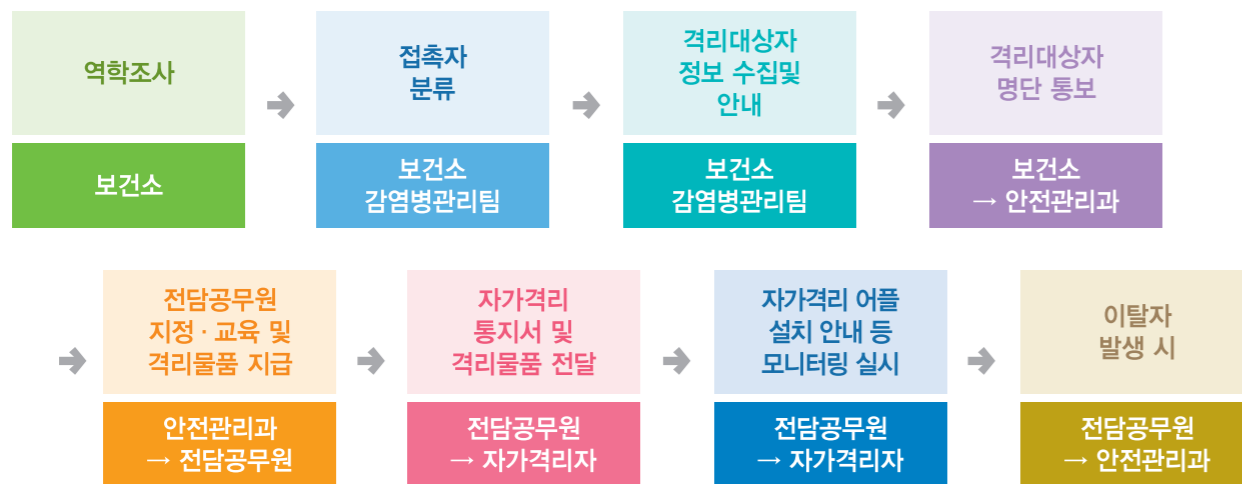 역학조사
보건소
접촉자
분류
보건소
감염병관리팀
격리대상자
정보 수집및
안내
보건소
감염병관리팀
격리대상자
명단 통보
보건소
→ 안전관리과
전담공무원
지정 · 교육 및
격리물품 지급
안전관리과
→ 전담공무원
자가격리
통지서 및
격리물품 전달
전담공무원
→ 자가격리자
자가격리 어플
설치 안내 등
모니터링 실시
전담공무원
→ 자가격리자
이탈자
발생 시
전담공무원
→ 안전관리과